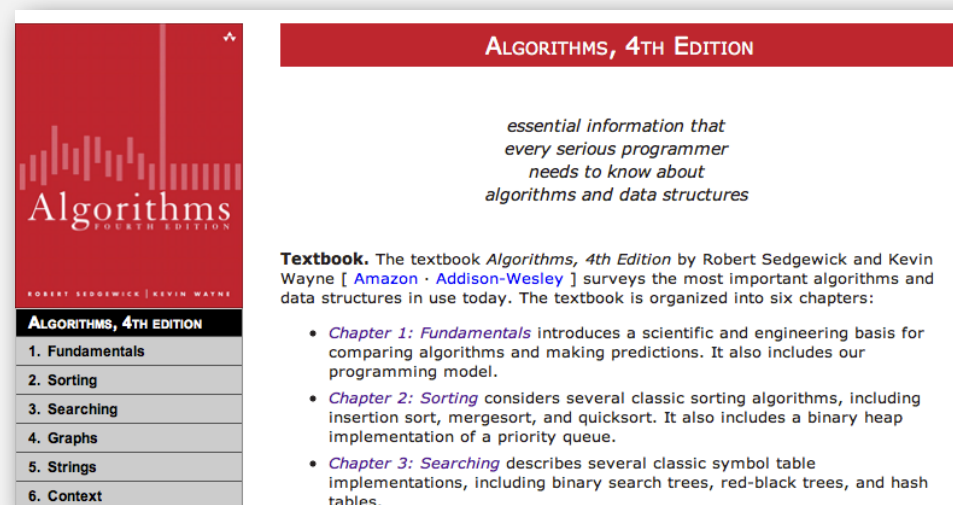 Algorithms
FOURTH EDITION
ROBERT SEDGEWICK | KEVIN WAYNE
ALGORITHMS, 4TH EDITION
1. Fundamentals
2. Sorting
3. Searching
4. Graphs
5. Strings
6. Context
ALGORITHMS, 4TH EDITION
essential information that
every serious programmer
needs to know about
algorithms and data structures
Textbook. The textbook Algorithms, 4th Edition by Robert Sedgewick and Kevin
Wayne [ Amazon · Addison-Wesley ] surveys the most important algorithms and
data structures in use today. The textbook is organized into six chapters:
• Chapter 1: Fundamentals introduces a scientific and engineering basis for
comparing algorithms and making predictions. It also includes our
programming model.
• Chapter 2: Sorting considers several classic sorting algorithms, including
insertion sort, mergesort, and quicksort. It also includes a binary heap
implementation of a priority queue.
• Chapter 3: Searching describes several classic symbol table
implementations, including binary search trees, red-black trees, and hash
tables.